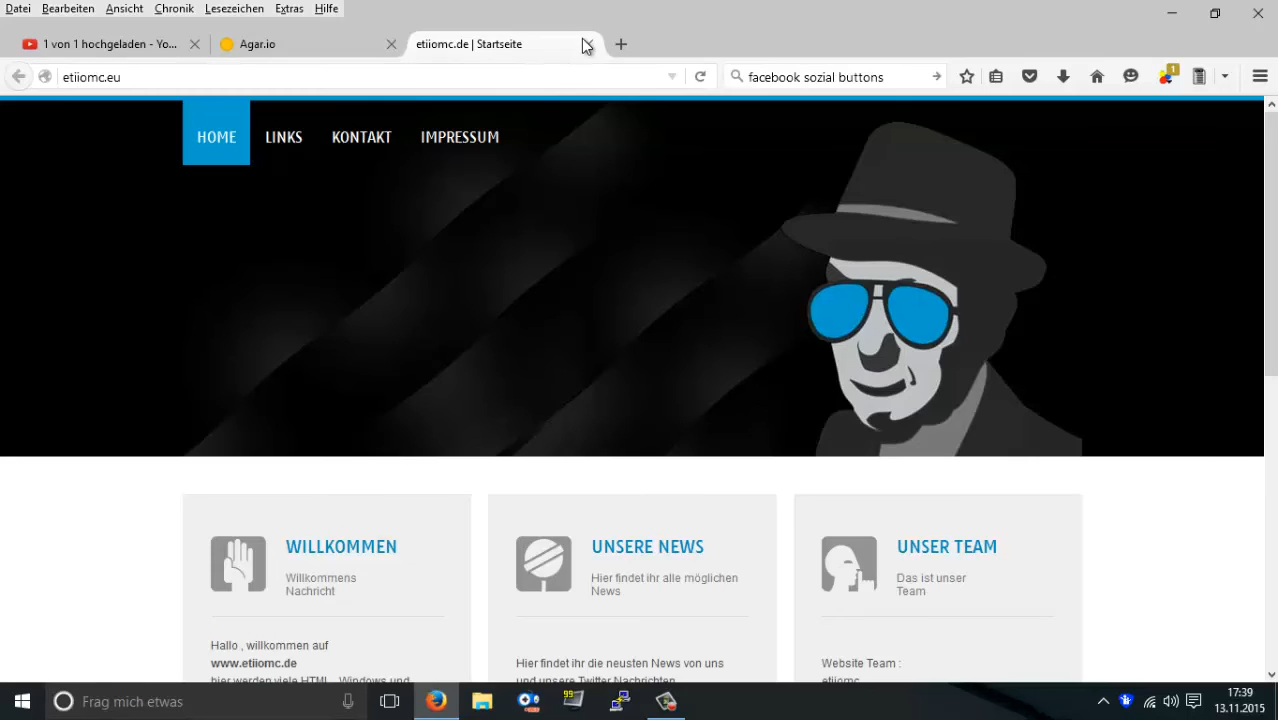 Datei Bearbeiten Ansicht Chronik Lesezeichen Extras Hilfe
1 von 1 hochgeladen - Yo... Agar.io etiiomc.de | Startseite
etiiomc.eu facebook sozial buttons 1
HOME LINKS KONTAKT IMPRESSUM
WILLKOMMEN
Willkommens
Nachricht
Hallo , willkommen auf
www.etiiomc.de
hier werden viele HTML, Windows und
UNSERE NEWS
Hier findet ihr alle möglichen
News
Hier findet ihr die neusten News von uns
und unsere Twitter Nachrichten
UNSER TEAM
Das ist unser
Team
Website Team :
etiiomc
Frag mich etwas 99 17:39
13.11.2015